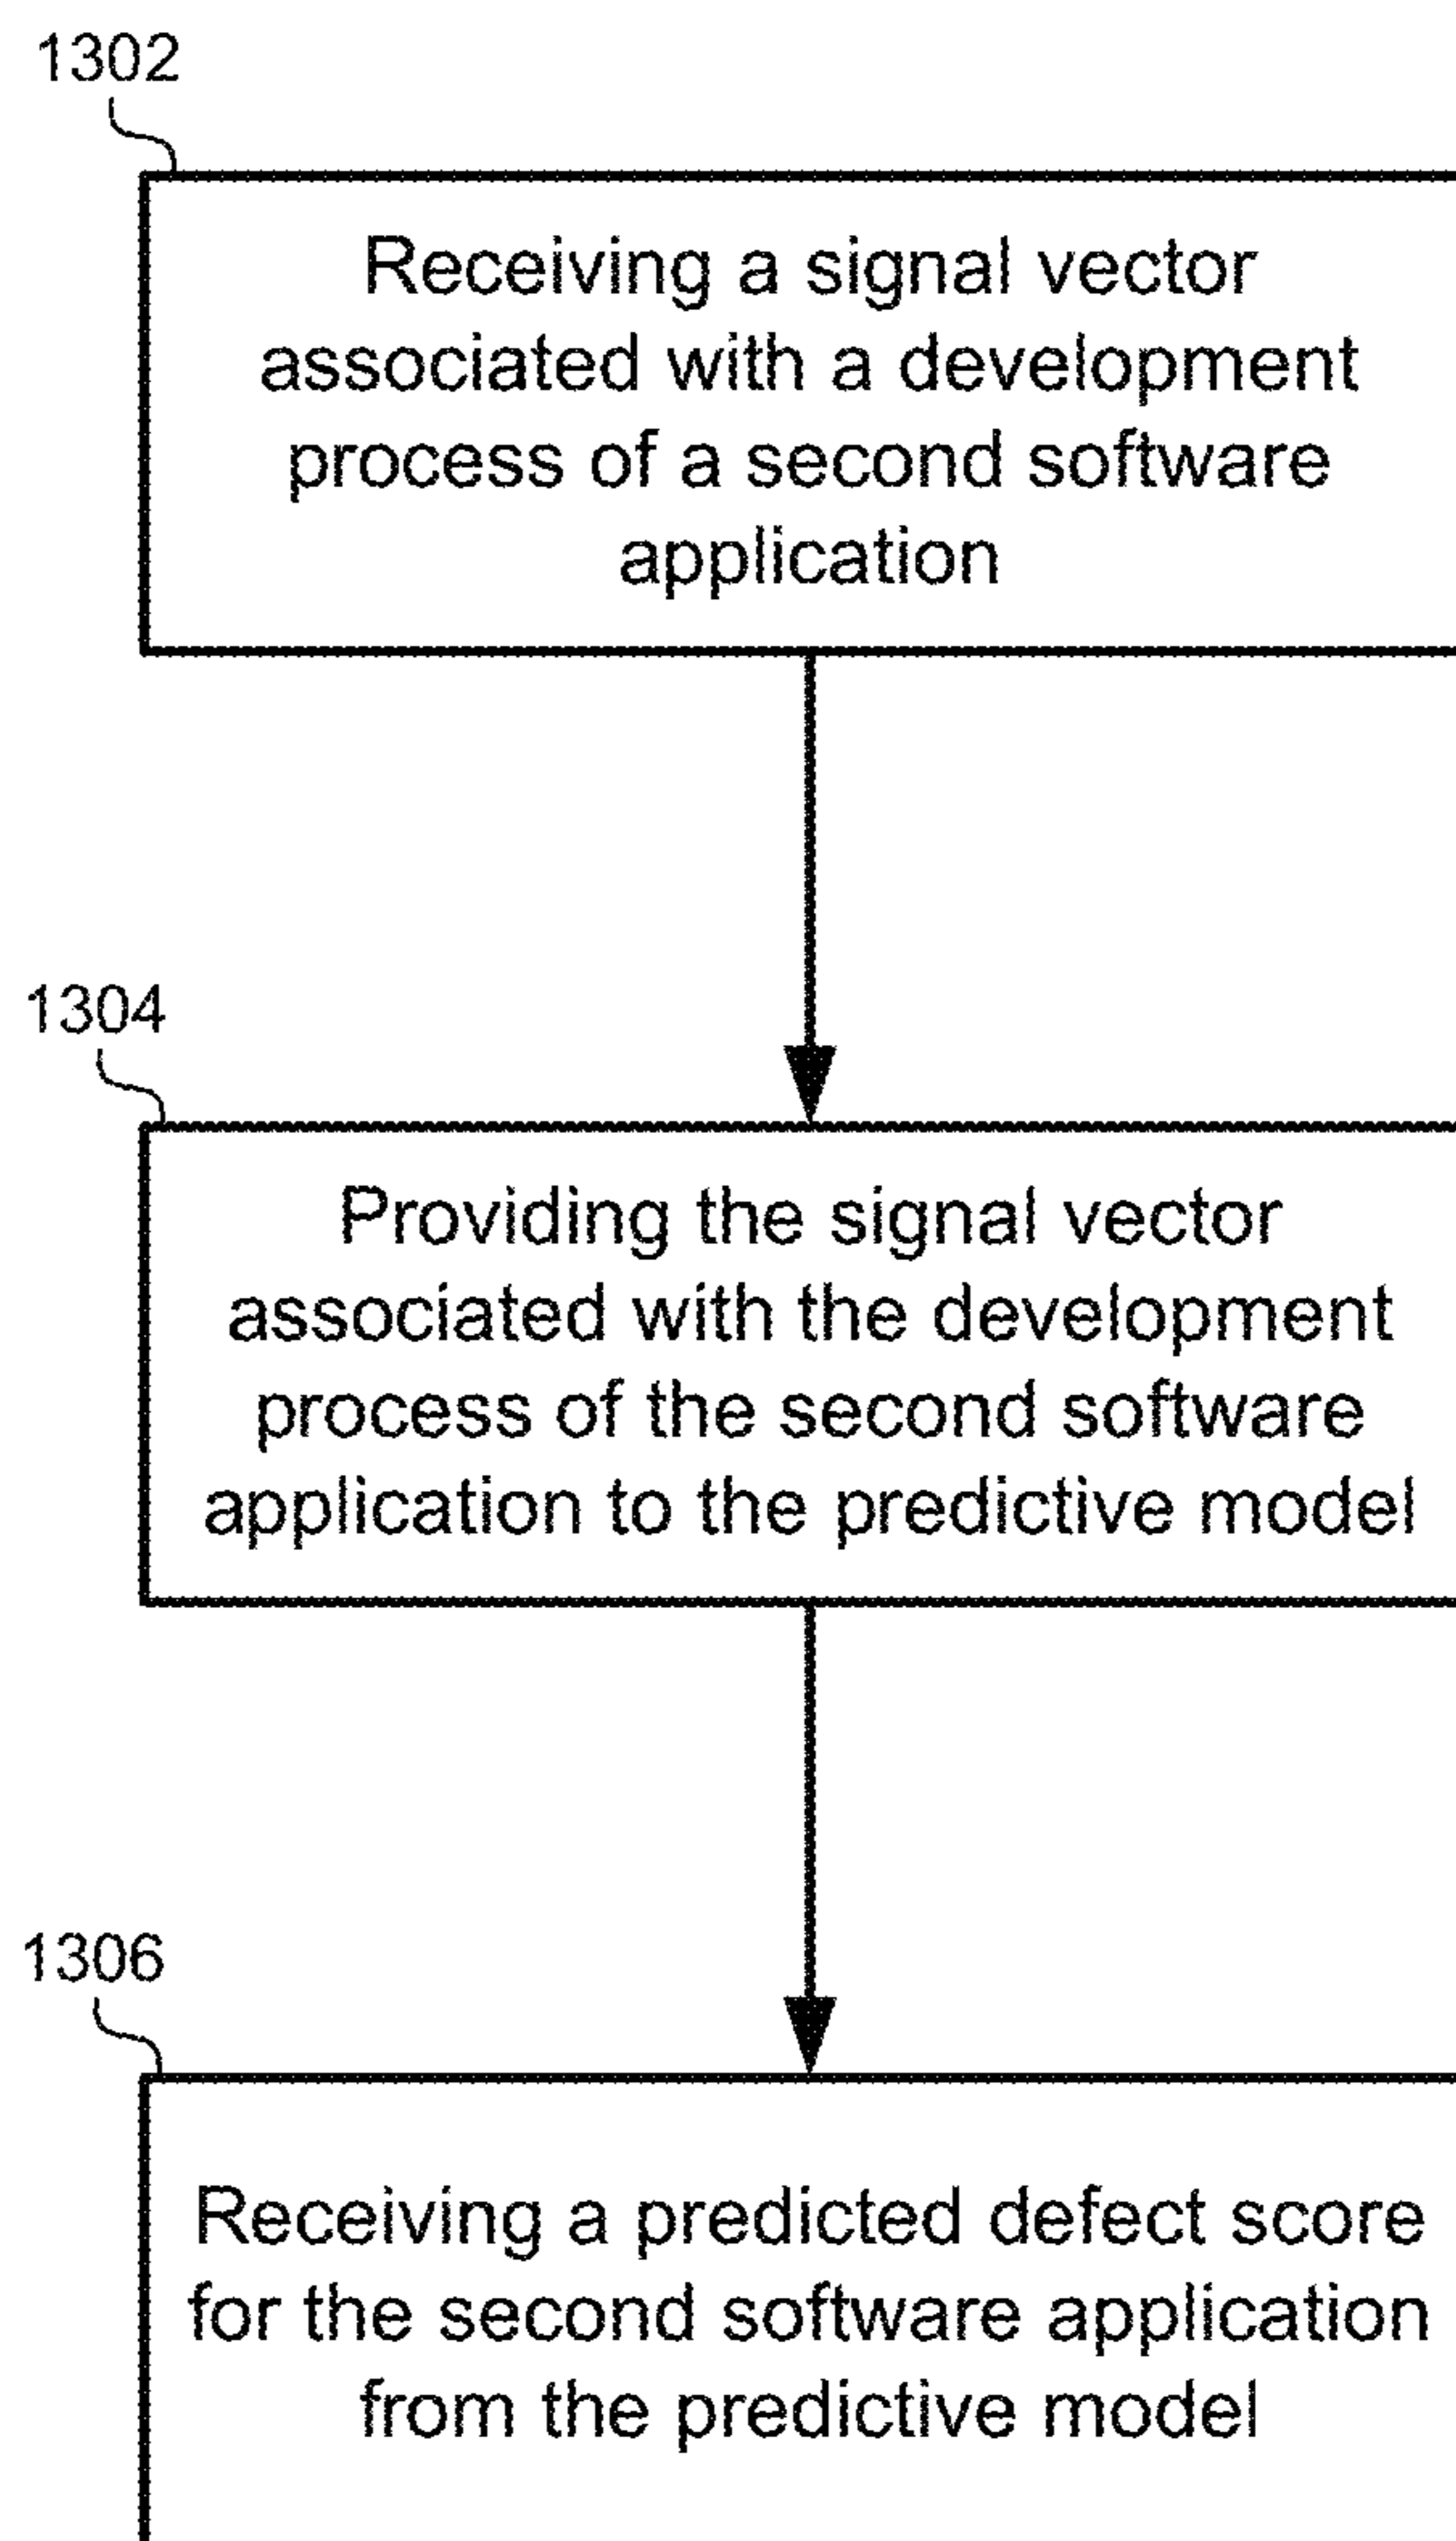 1302
Receiving a signal vector
associated with a development
process of a second software
application
1304
Providing the signal vector
associated with the development
process of the second software
application to the predictive model
1306
Receiving a predicted defect score
for the second software application
from the predictive model